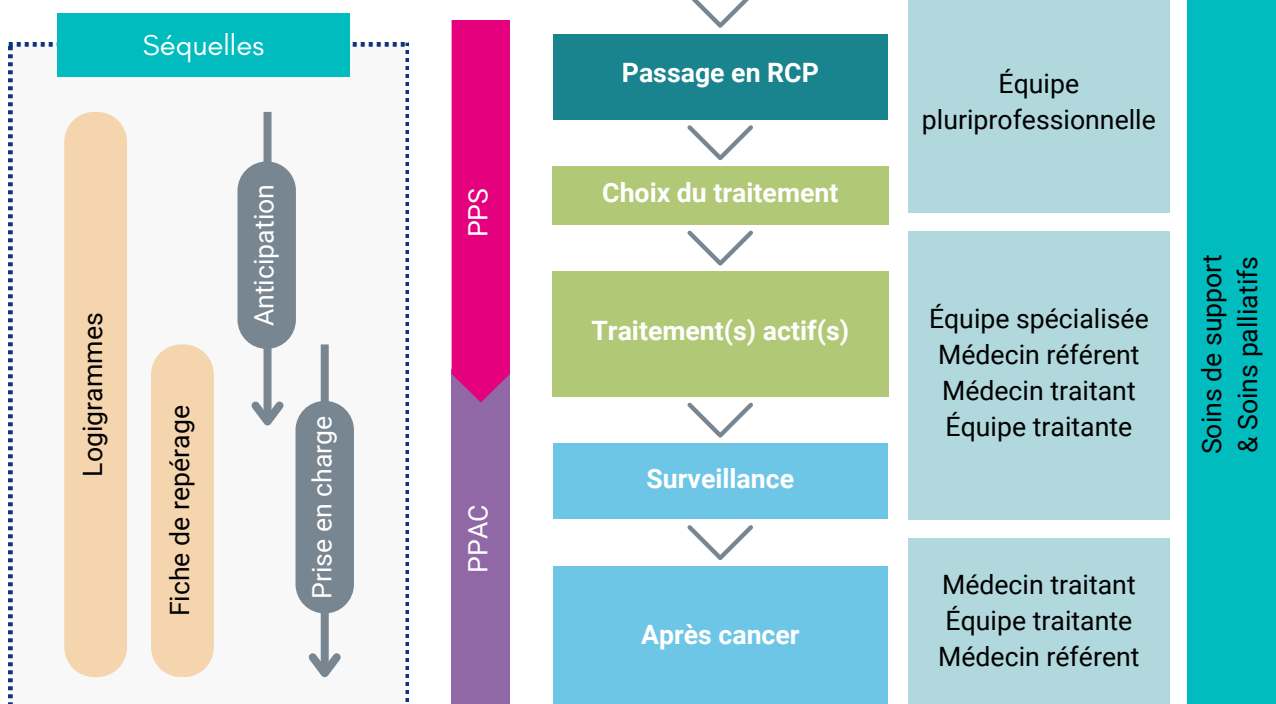 Séquelles
Logigrammes
Fiche de repérage
Anticipation
Prise en charge
PPS
PPAC
Passage en RCP
Choix du traitement
Traitement(s) actif(s)
Surveillance
Après cancer
Équipe
pluriprofessionnelle
Équipe spécialisée
Médecin référent
Médecin traitant
Équipe traitante
Médecin traitant
Équipe traitante
Médecin référent
Soins de support
& Soins palliatifs